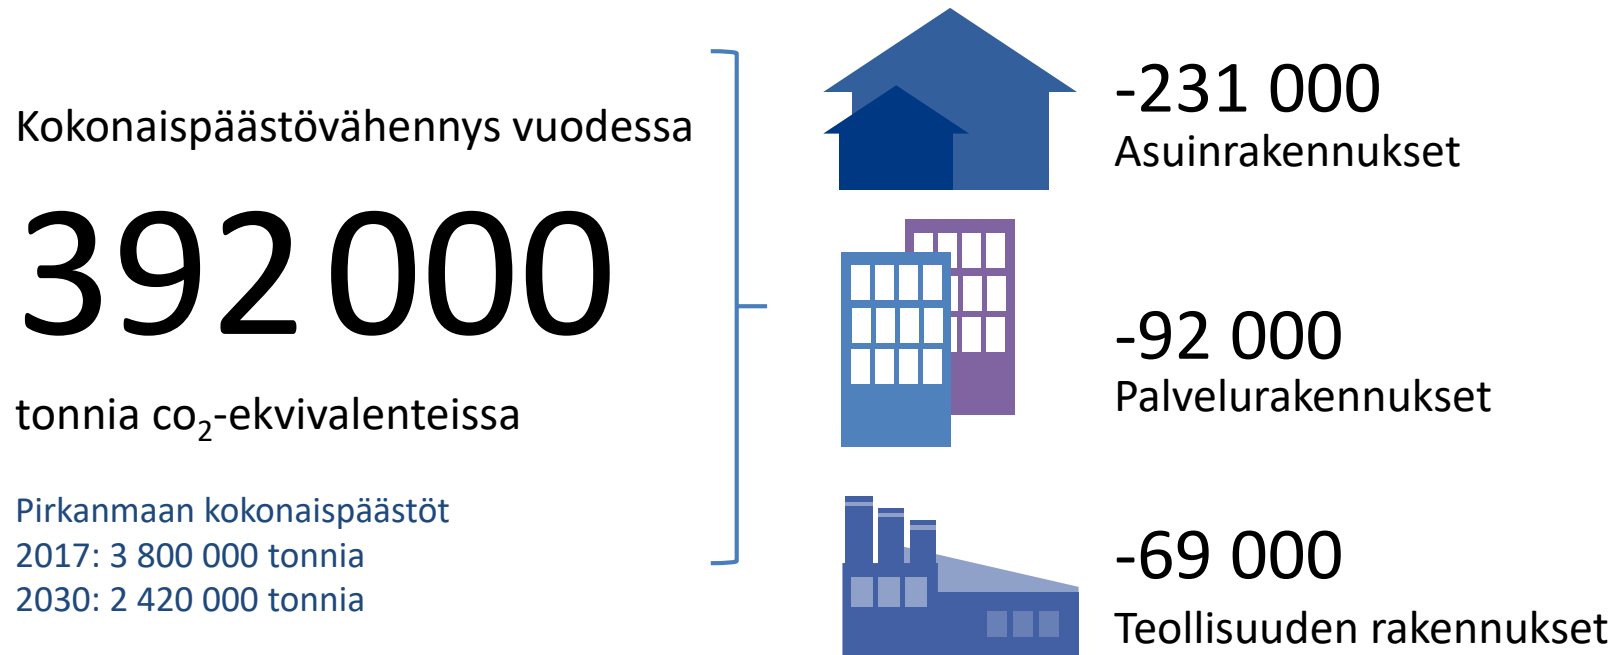 Kokonaispäästövähennys vuodessa
392 000
tonnia co₂-ekvivalenteissa
Pirkanmaan kokonaispäästöt
2017: 3 800 000 tonnia
2030: 2 420 000 tonnia
-231 000
Asuinrakennukset
-92 000
Palvelurakennukset
-69 000
Teollisuuden rakennukset